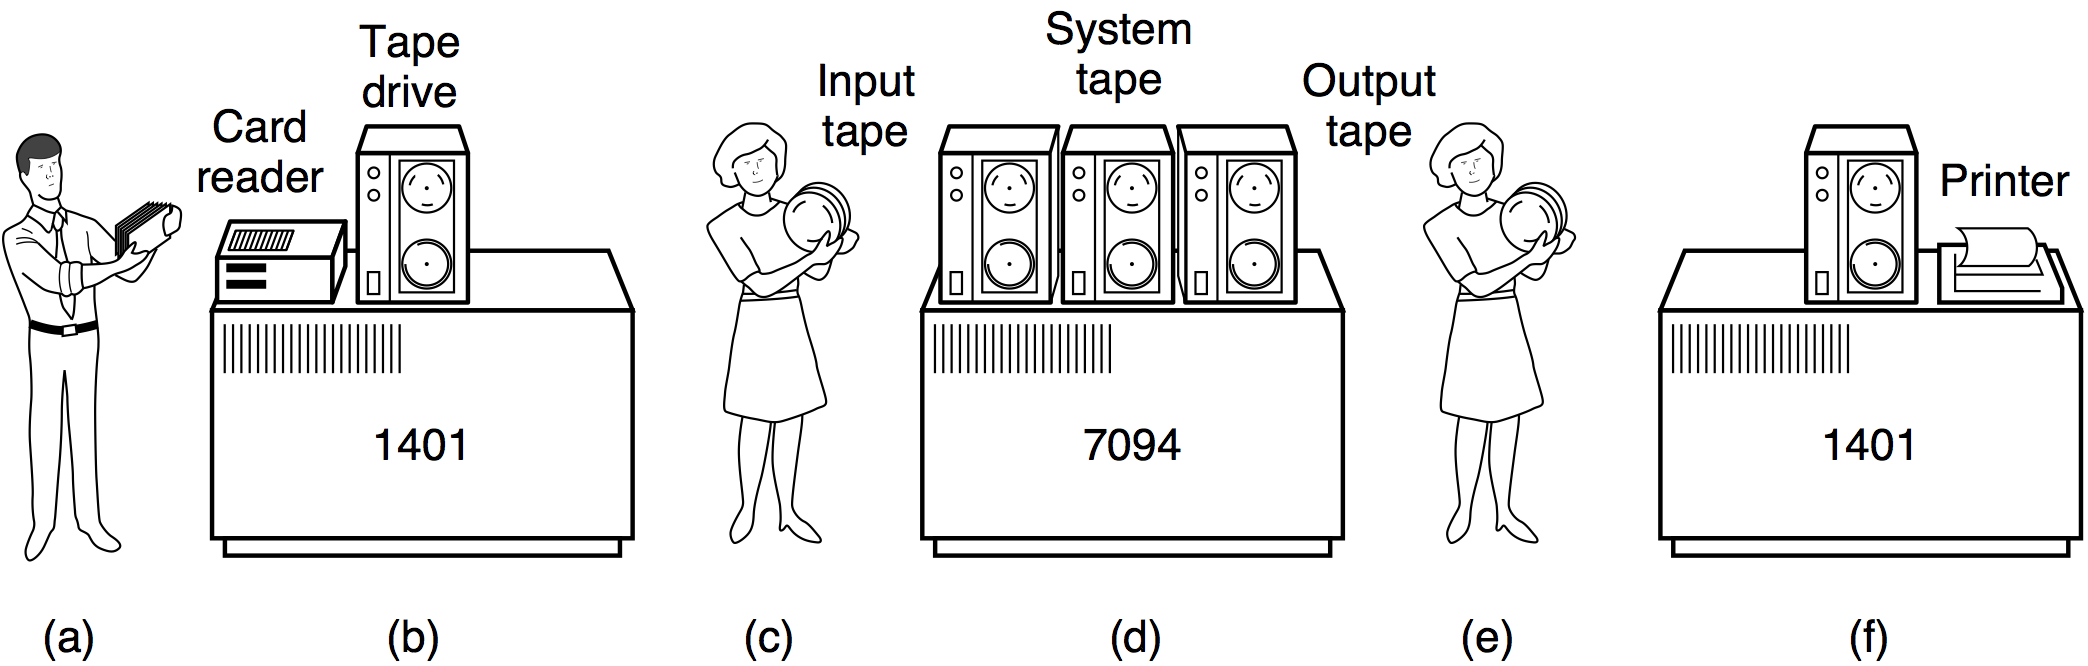 Card
reader
Tape
drive
Input
tape
System
tape
Output
tape
Printer
1401
7094
1401
(a)
(b)
(c)
(d)
(e)
(f)